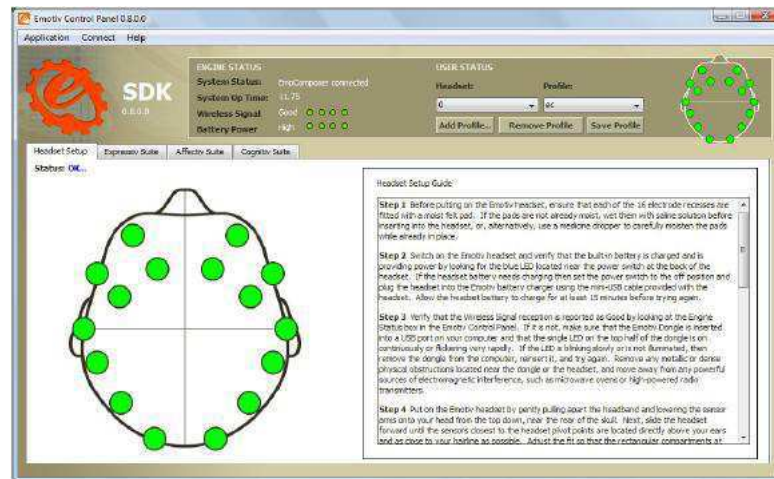 Emotiv Control Panel 0.8.0.0
Application Connect Help
SDK
0.8.0.0
ENGINE STATUS
System Status: EmoComposer connected
System Up Time: 11.75
Wireless Signal Good
Battery Power High
USER STATUS
Headset: Profile:
0 ac
Add Profile... Remove Profile Save Profile
Headset Setup Expressiv Suite Affectiv Suite Cognitiv Suite
Status: OK...
Headset Setup Guide
Step 1 Before putting on the Emotiv headset, ensure that each of the 16 electrode recesses are
fitted with a moist felt pad. If the pads are not already moist, wet them with saline solution before
inserting into the headset, or, alternatively, use a medicine dropper to carefully moisten the pads
while already in place.
Step 2 Switch on the Emotiv headset and verify that the built-in battery is charged and is
providing power by looking for the blue LED located near the power switch at the back of the
headset. If the headset battery needs charging then set the power switch to the off position and
plug the headset into the Emotiv battery charger using the mini-USB cable provided with the
headset. Allow the headset battery to charge for at least 15 minutes before trying again.
Step 3 Verify that the Wireless Signal reception is reported as Good by looking at the Engine
Status box in the Emotiv Control Panel. If it is not, make sure that the Emotiv Dongle is inserted
into a USB port on your computer and that the single LED on the top half of the dongle is on
continuously or flickering very rapidly. If the LED is blinking slowly or is not illuminated, then
remove the dongle from the computer, reinsert it, and try again. Remove any metallic or dense
physical obstructions located near the dongle or the headset, and move away from any powerful
sources of electromagnetic interference, such as microwave ovens or high-powered radio
transmitters.
Step 4 Put on the Emotiv headset by gently pulling apart the headband and lowering the sensor
arms onto your head from the top down, near the rear of the skull. Next, slide the headset
forward until the sensors closest to the headset pivot points are located directly above your ears
and as close to your hairline as possible. Adjust the fit so that the rectangular compartments at